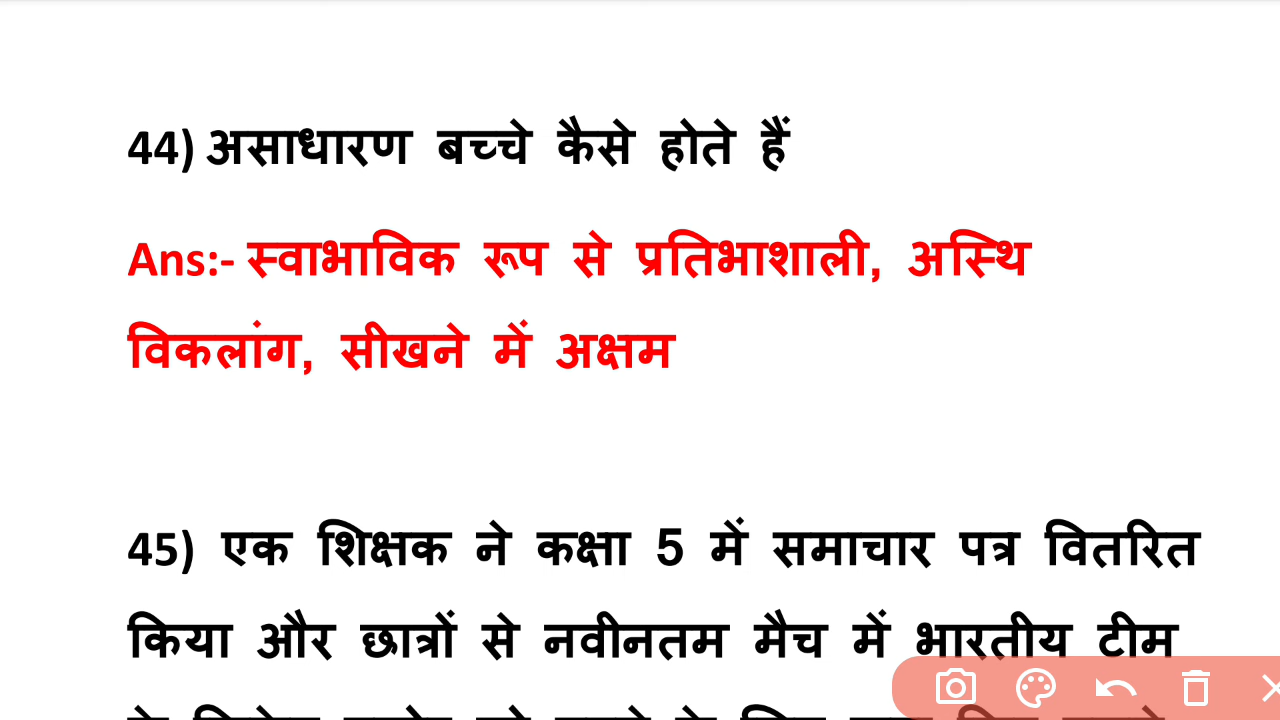 44) असाधारण बच्चे कैसे होते हैं
Ans:- स्वाभाविक रूप से प्रतिभाशाली, अस्थि
विकलांग, सीखने में अक्षम
45) एक शिक्षक ने कक्षा 5 में समाचार पत्र वितरित
किया और छात्रों से नवीनतम मैच में भारतीय टीम